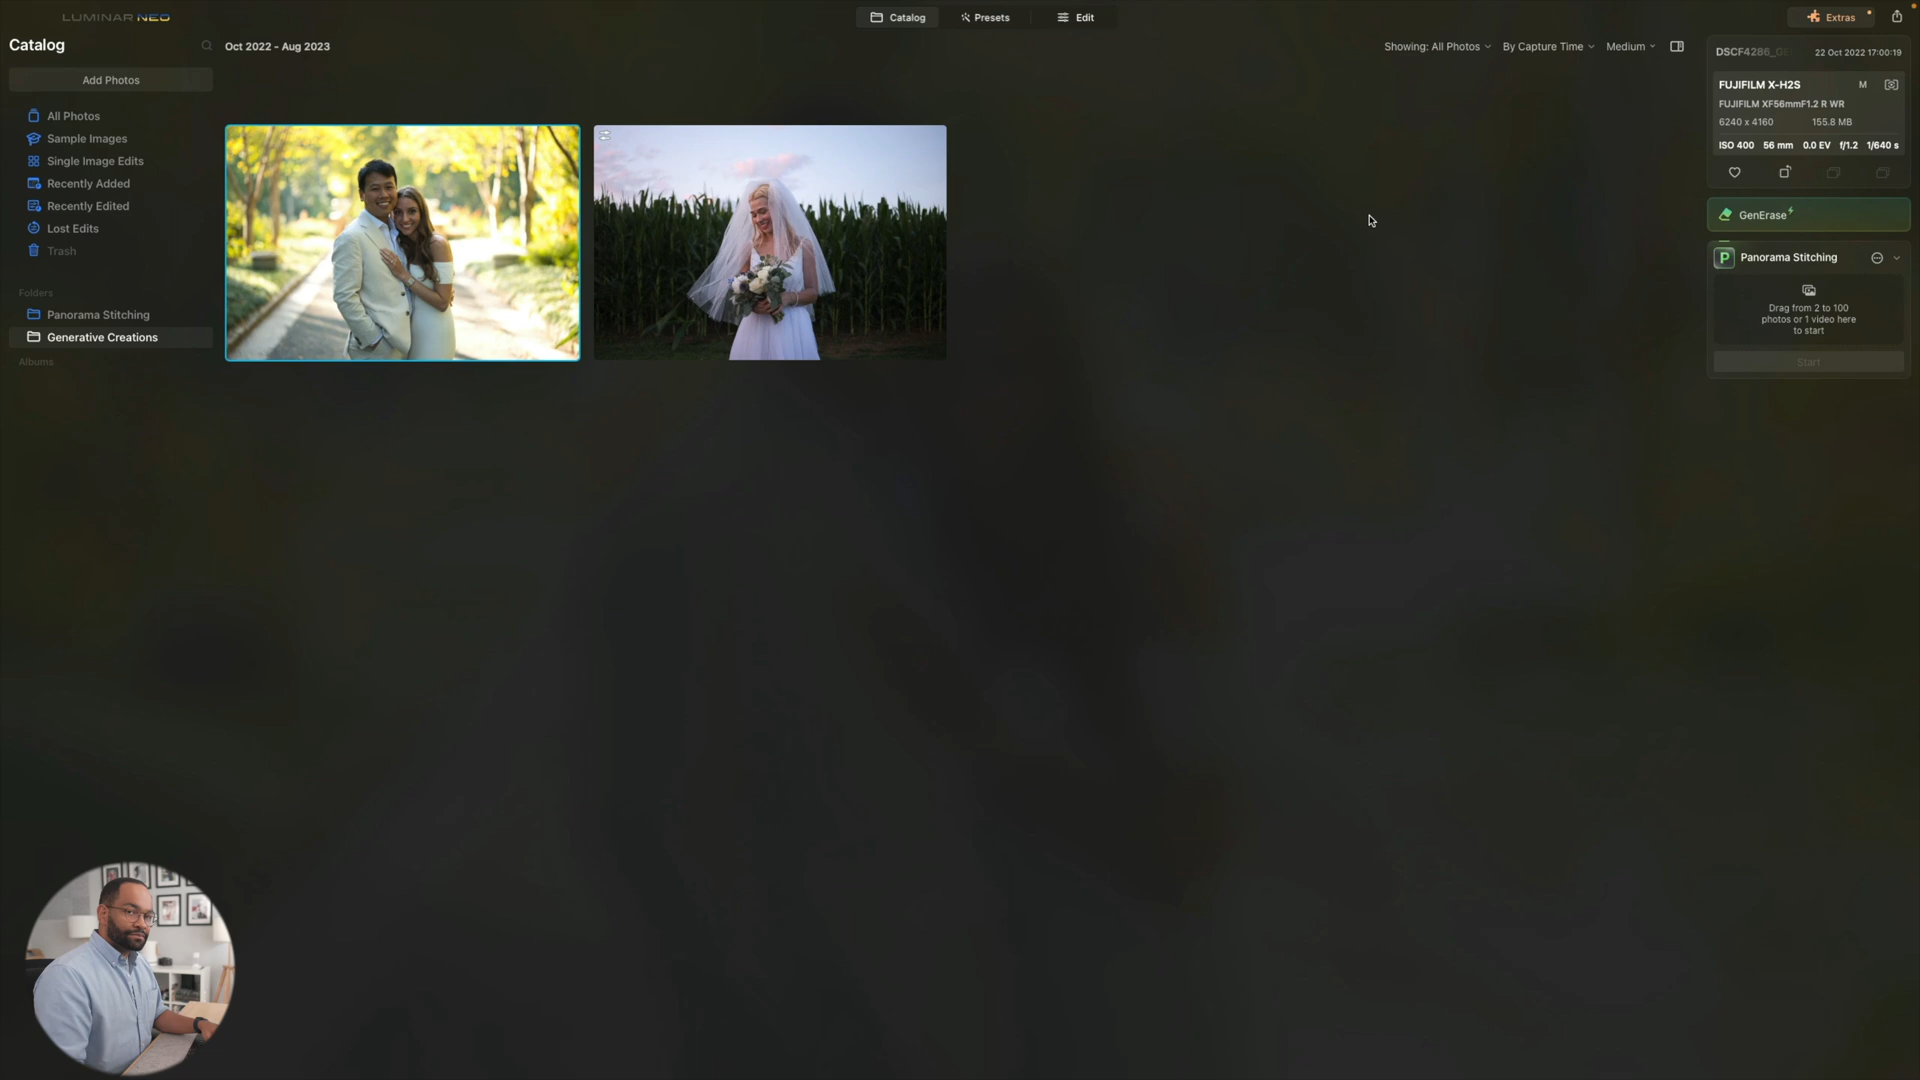 LUMINAR NEO
Catalog
Presets
Edit
Extras
Catalog
Oct 2022 - Aug 2023
Showing: All Photos
By Capture Time
Medium
Add Photos
All Photos
Sample Images
Single Image Edits
Recently Added
Recently Edited
Lost Edits
Trash
Folders
Panorama Stitching
Generative Creations
Albums
DSCF4286_G
22 Oct 2022 17:00:19
FUJIFILM X-H2S
M
FUJIFILM XF56mmF1.2 R WR
6240 x 4160
155.8 MB
ISO 400 56 mm 0.0 EV f/1.2 1/640 s
GenErase
P
Panorama Stitching
Drag from 2 to 100
photos or 1 video here
to start
Start